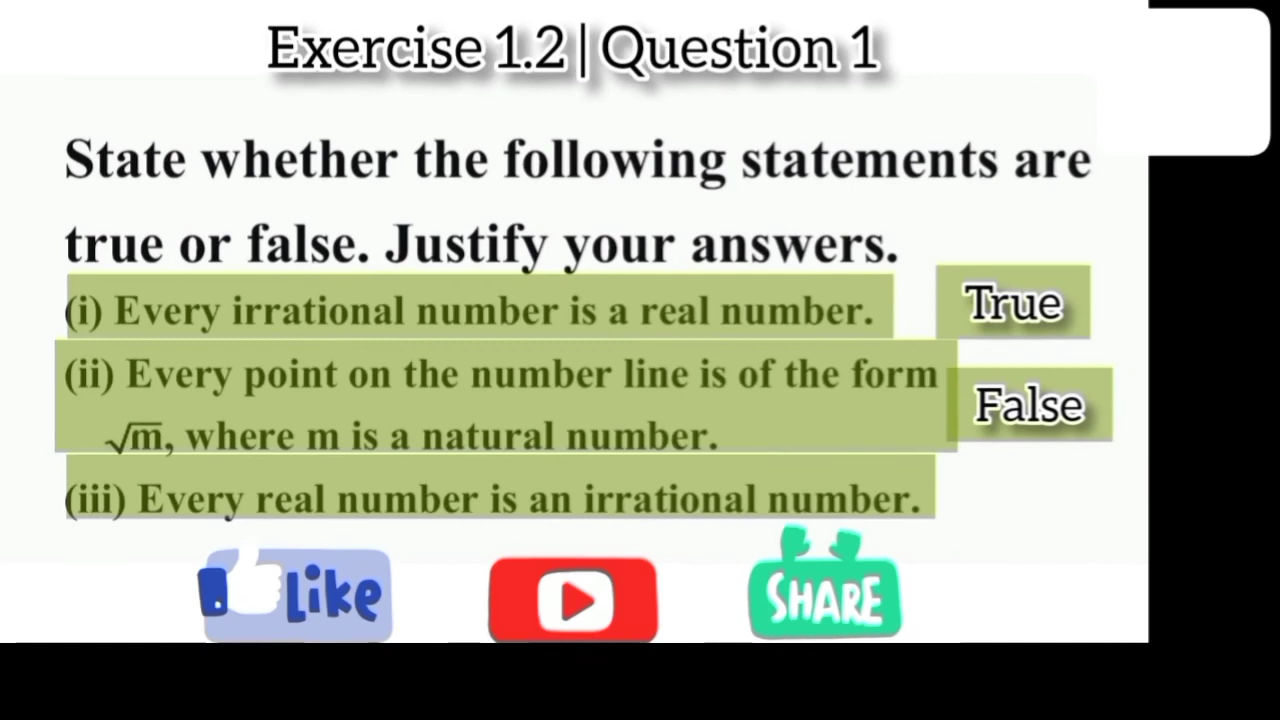 Exercise 1.2 | Question 1
State whether the following statements are
true or false. Justify your answers.
(i) Every irrational number is a real number. True
(ii) Every point on the number line is of the form
√m, where m is a natural number. False
(iii) Every real number is an irrational number.
Like
SHARE